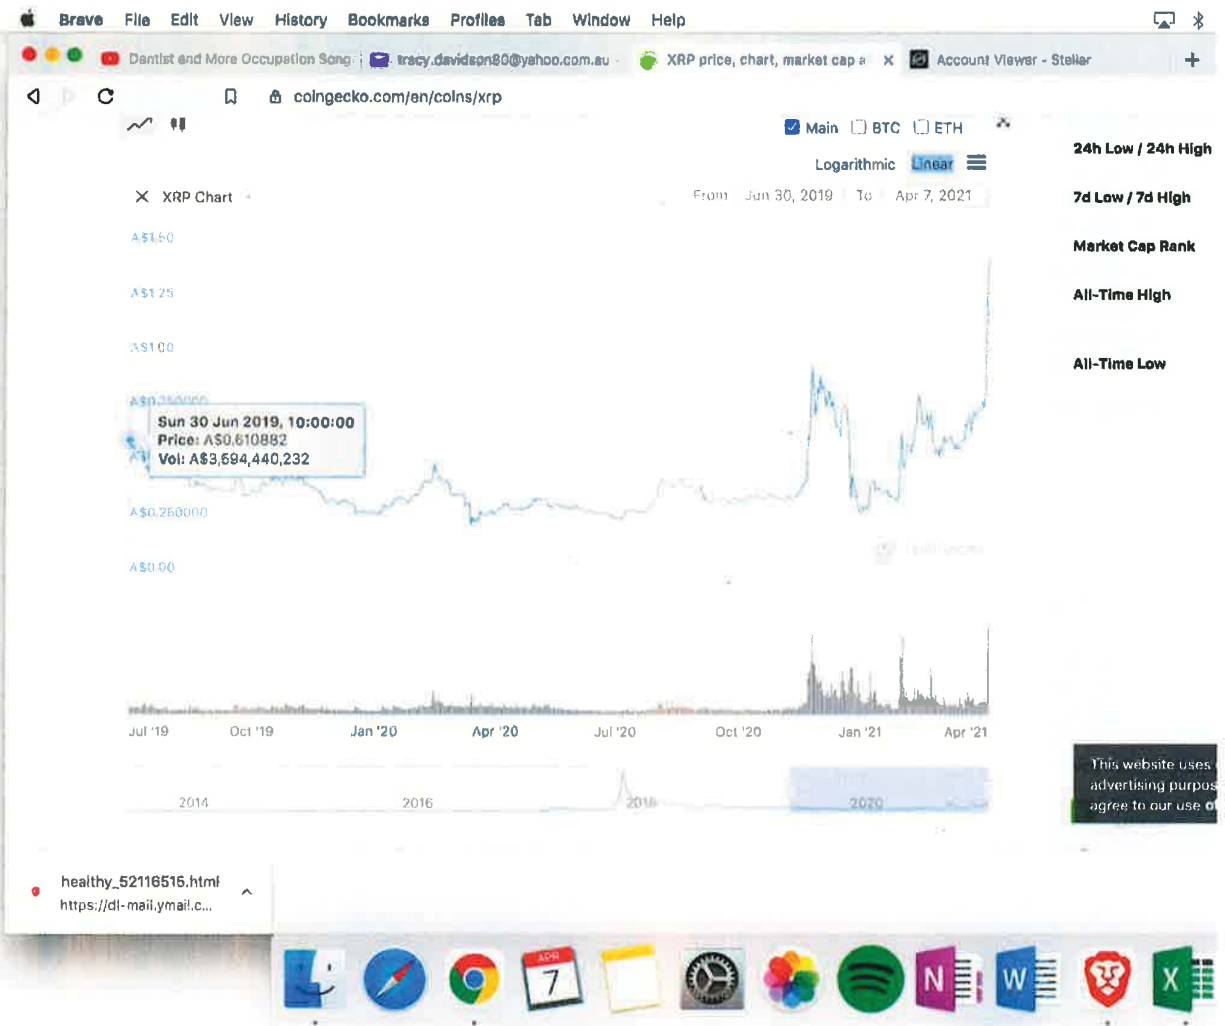 Brave File Edit View History Bookmarks Profiles Tab Window Help
Dentist and More Occupation Song
tracy.davidson80@yahoo.com.au
XRP price, chart, market cap a
Account Viewer - Stellar
coingecko.com/en/coins/xrp
Main BTC ETH
Logarithmic Linear
XRP Chart
From Jun 30, 2019 To Apr 7, 2021
24h Low / 24h High
7d Low / 7d High
Market Cap Rank
All-Time High
All-Time Low
A$1.50
A$1.25
A$1.00
A$0.750000
Sun 30 Jun 2019, 10:00:00
Price: A$0.610882
Vol: A$3,694,440,232
A$0.250000
A$0.00
Jul '19 Oct '19 Jan '20 Apr '20 Jul '20 Oct '20 Jan '21 Apr '21
2014 2016 2018 2020
This website uses
advertising purpos
agree to our use of
healthy_52116515.html
https://dl-mail.ymail.c...
APR
7
N
W
X